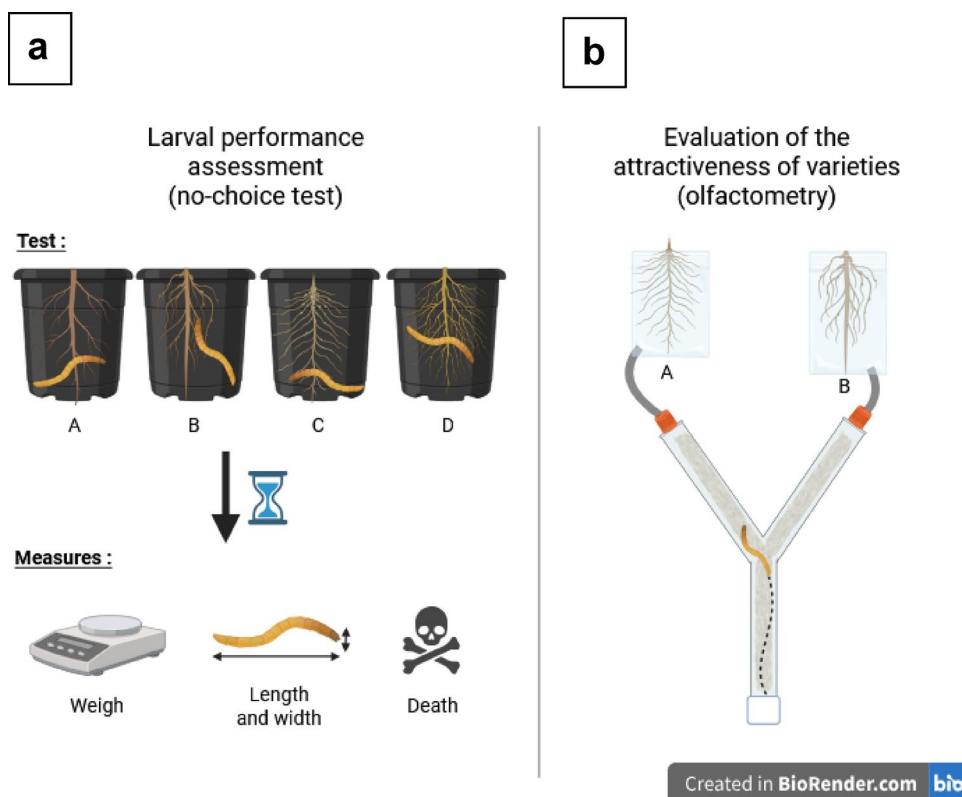 a
Larval performance
assessment
(no-choice test)
Test :
A B C D
Measures :
Weigh
Length
and width
Death
b
Evaluation of the
attractiveness of varieties
(olfactometry)
A
B
Created in BioRender.com bio